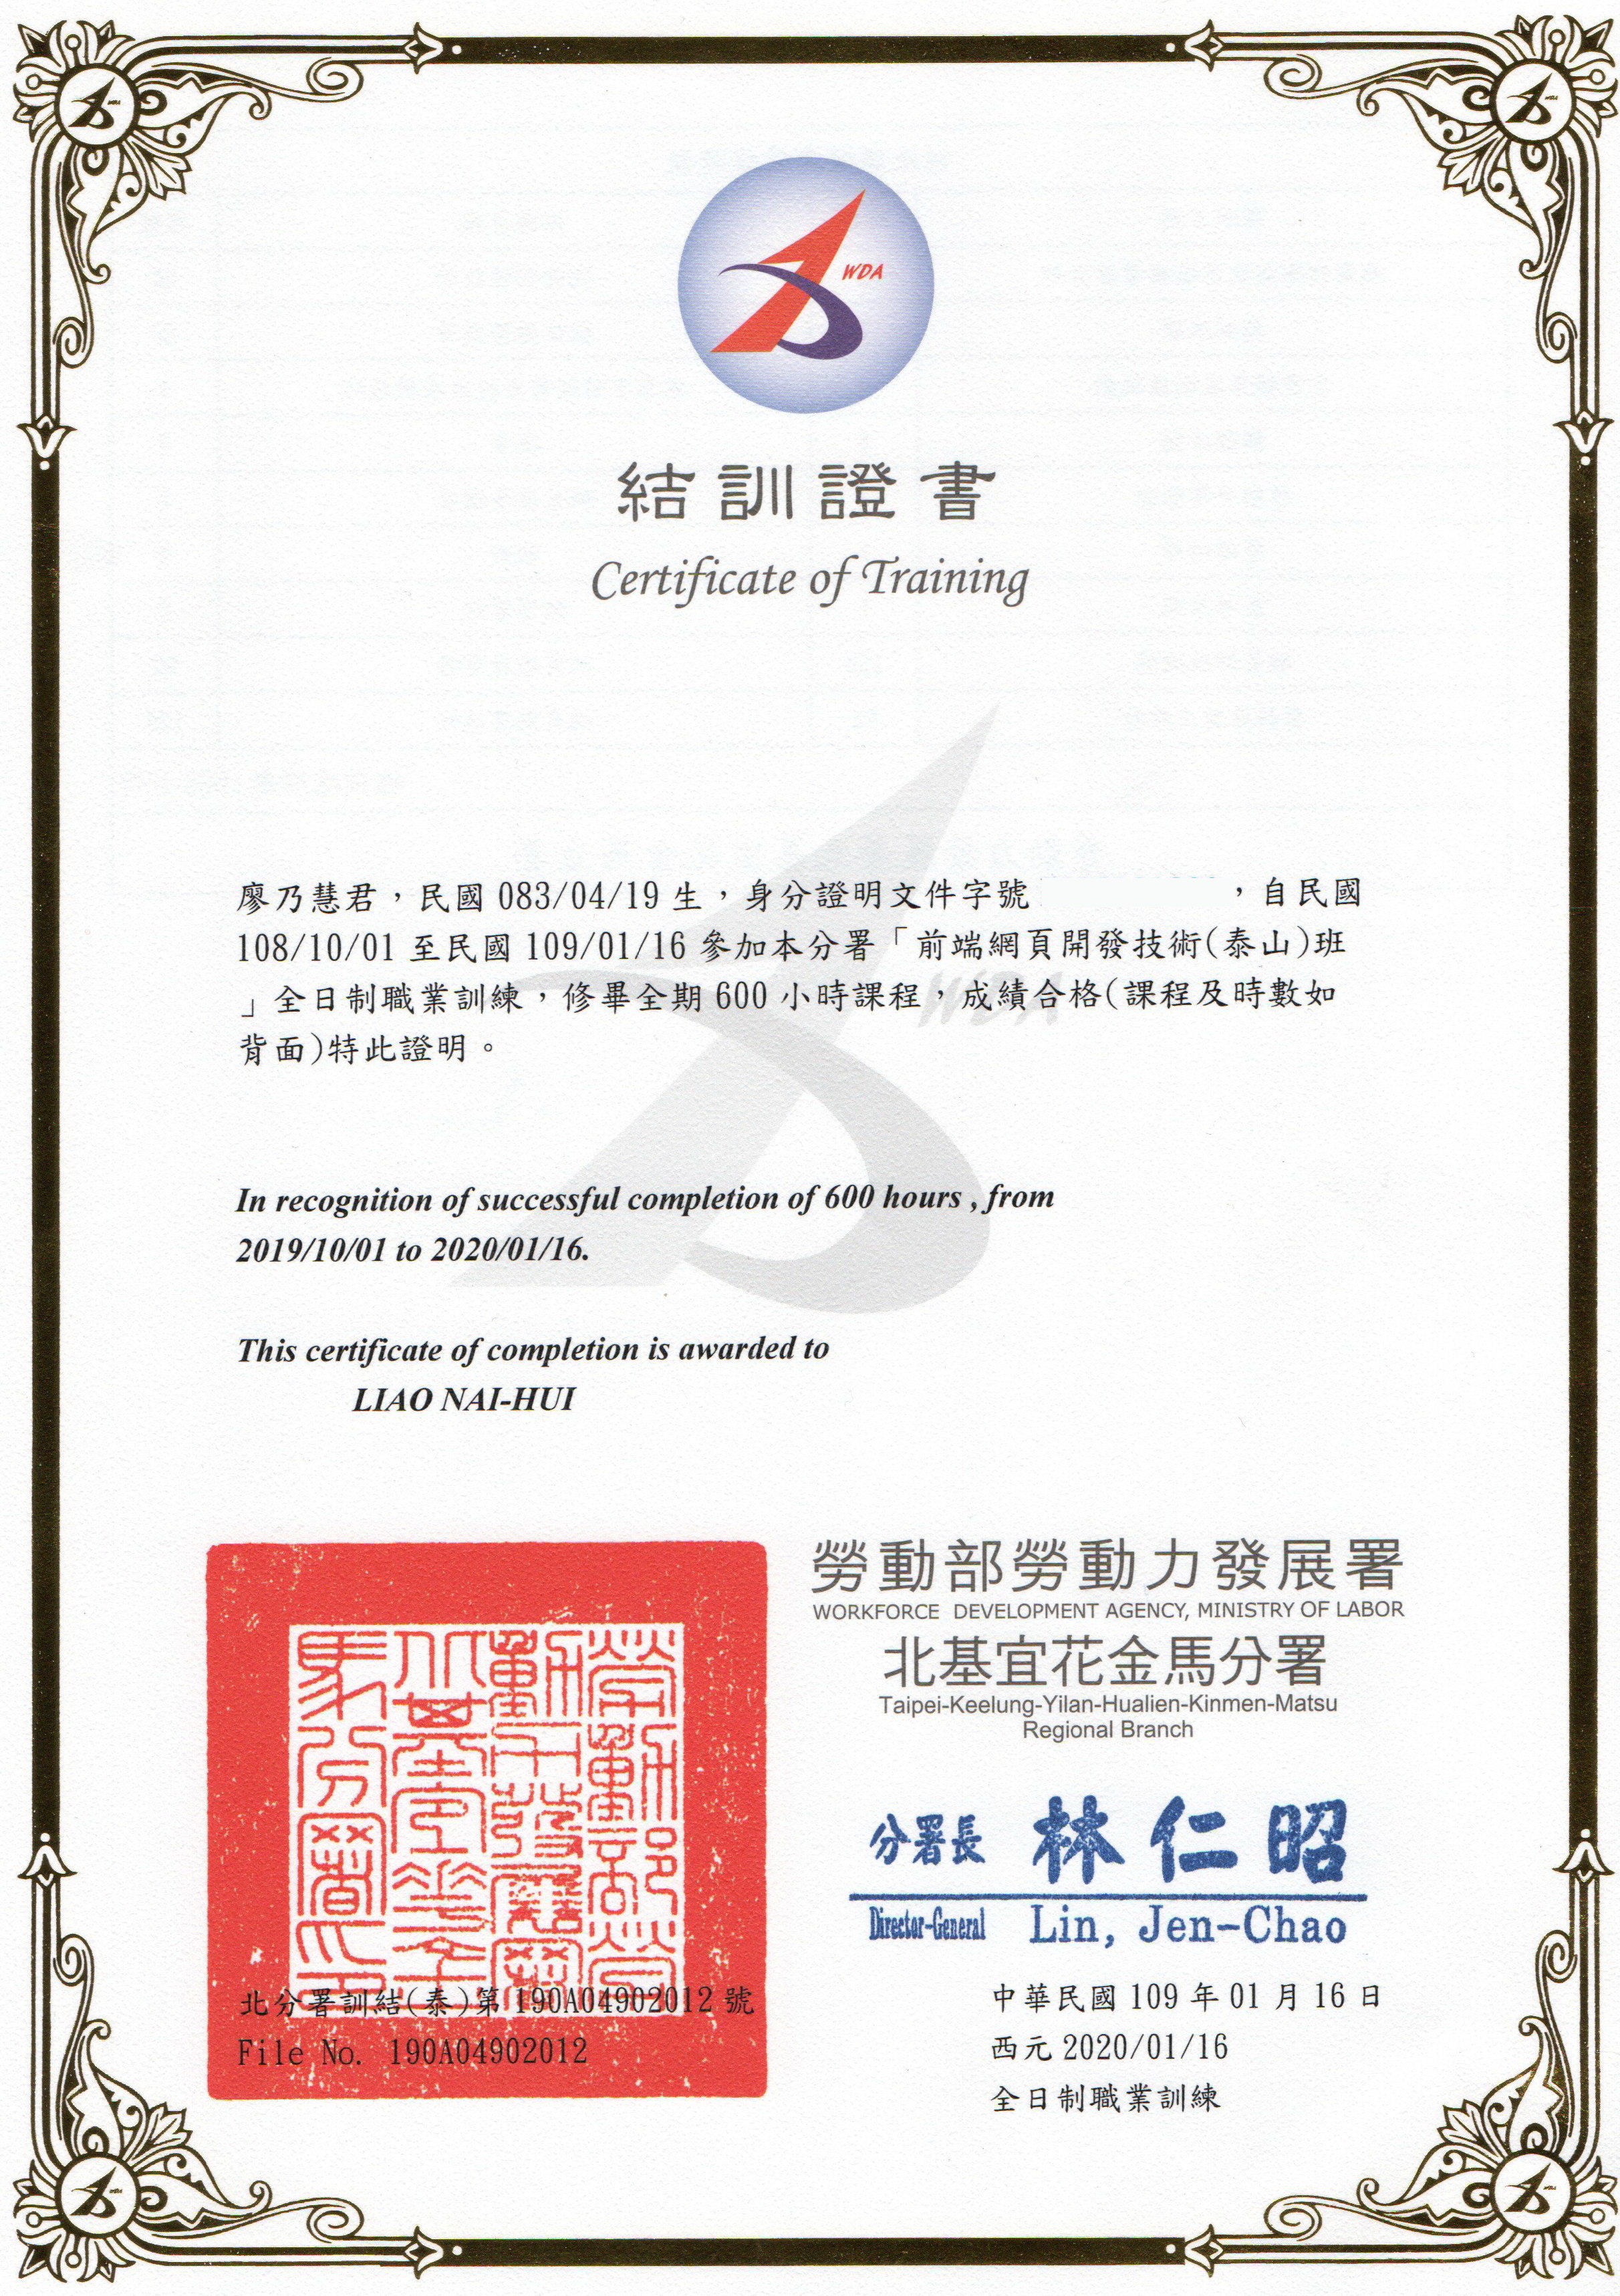 WDA
結訓證書
Certificate of Training
廖乃慧君，民國 083/04/19 生，身分證明文件字號 ，自民國
108/10/01 至民國 109/01/16 參加本分署「前端網頁開發技術(泰山)班
」全日制職業訓練，修畢全期 600 小時課程，成績合格(課程及時數如
背面)特此證明。
In recognition of successful completion of 600 hours , from
2019/10/01 to 2020/01/16.
This certificate of completion is awarded to
LIAO NAI-HUI
勞動部勞動力發展署
WORKFORCE DEVELOPMENT AGENCY, MINISTRY OF LABOR
北基宜花金馬分署
Taipei-Keelung-Yilan-Hualien-Kinmen-Matsu
Regional Branch
分署長 林仁昭
Director-General Lin, Jen-Chao
北分署訓結(泰)第 190A04902012 號
File No. 190A04902012
中華民國 109 年 01 月 16 日
西元 2020/01/16
全日制職業訓練